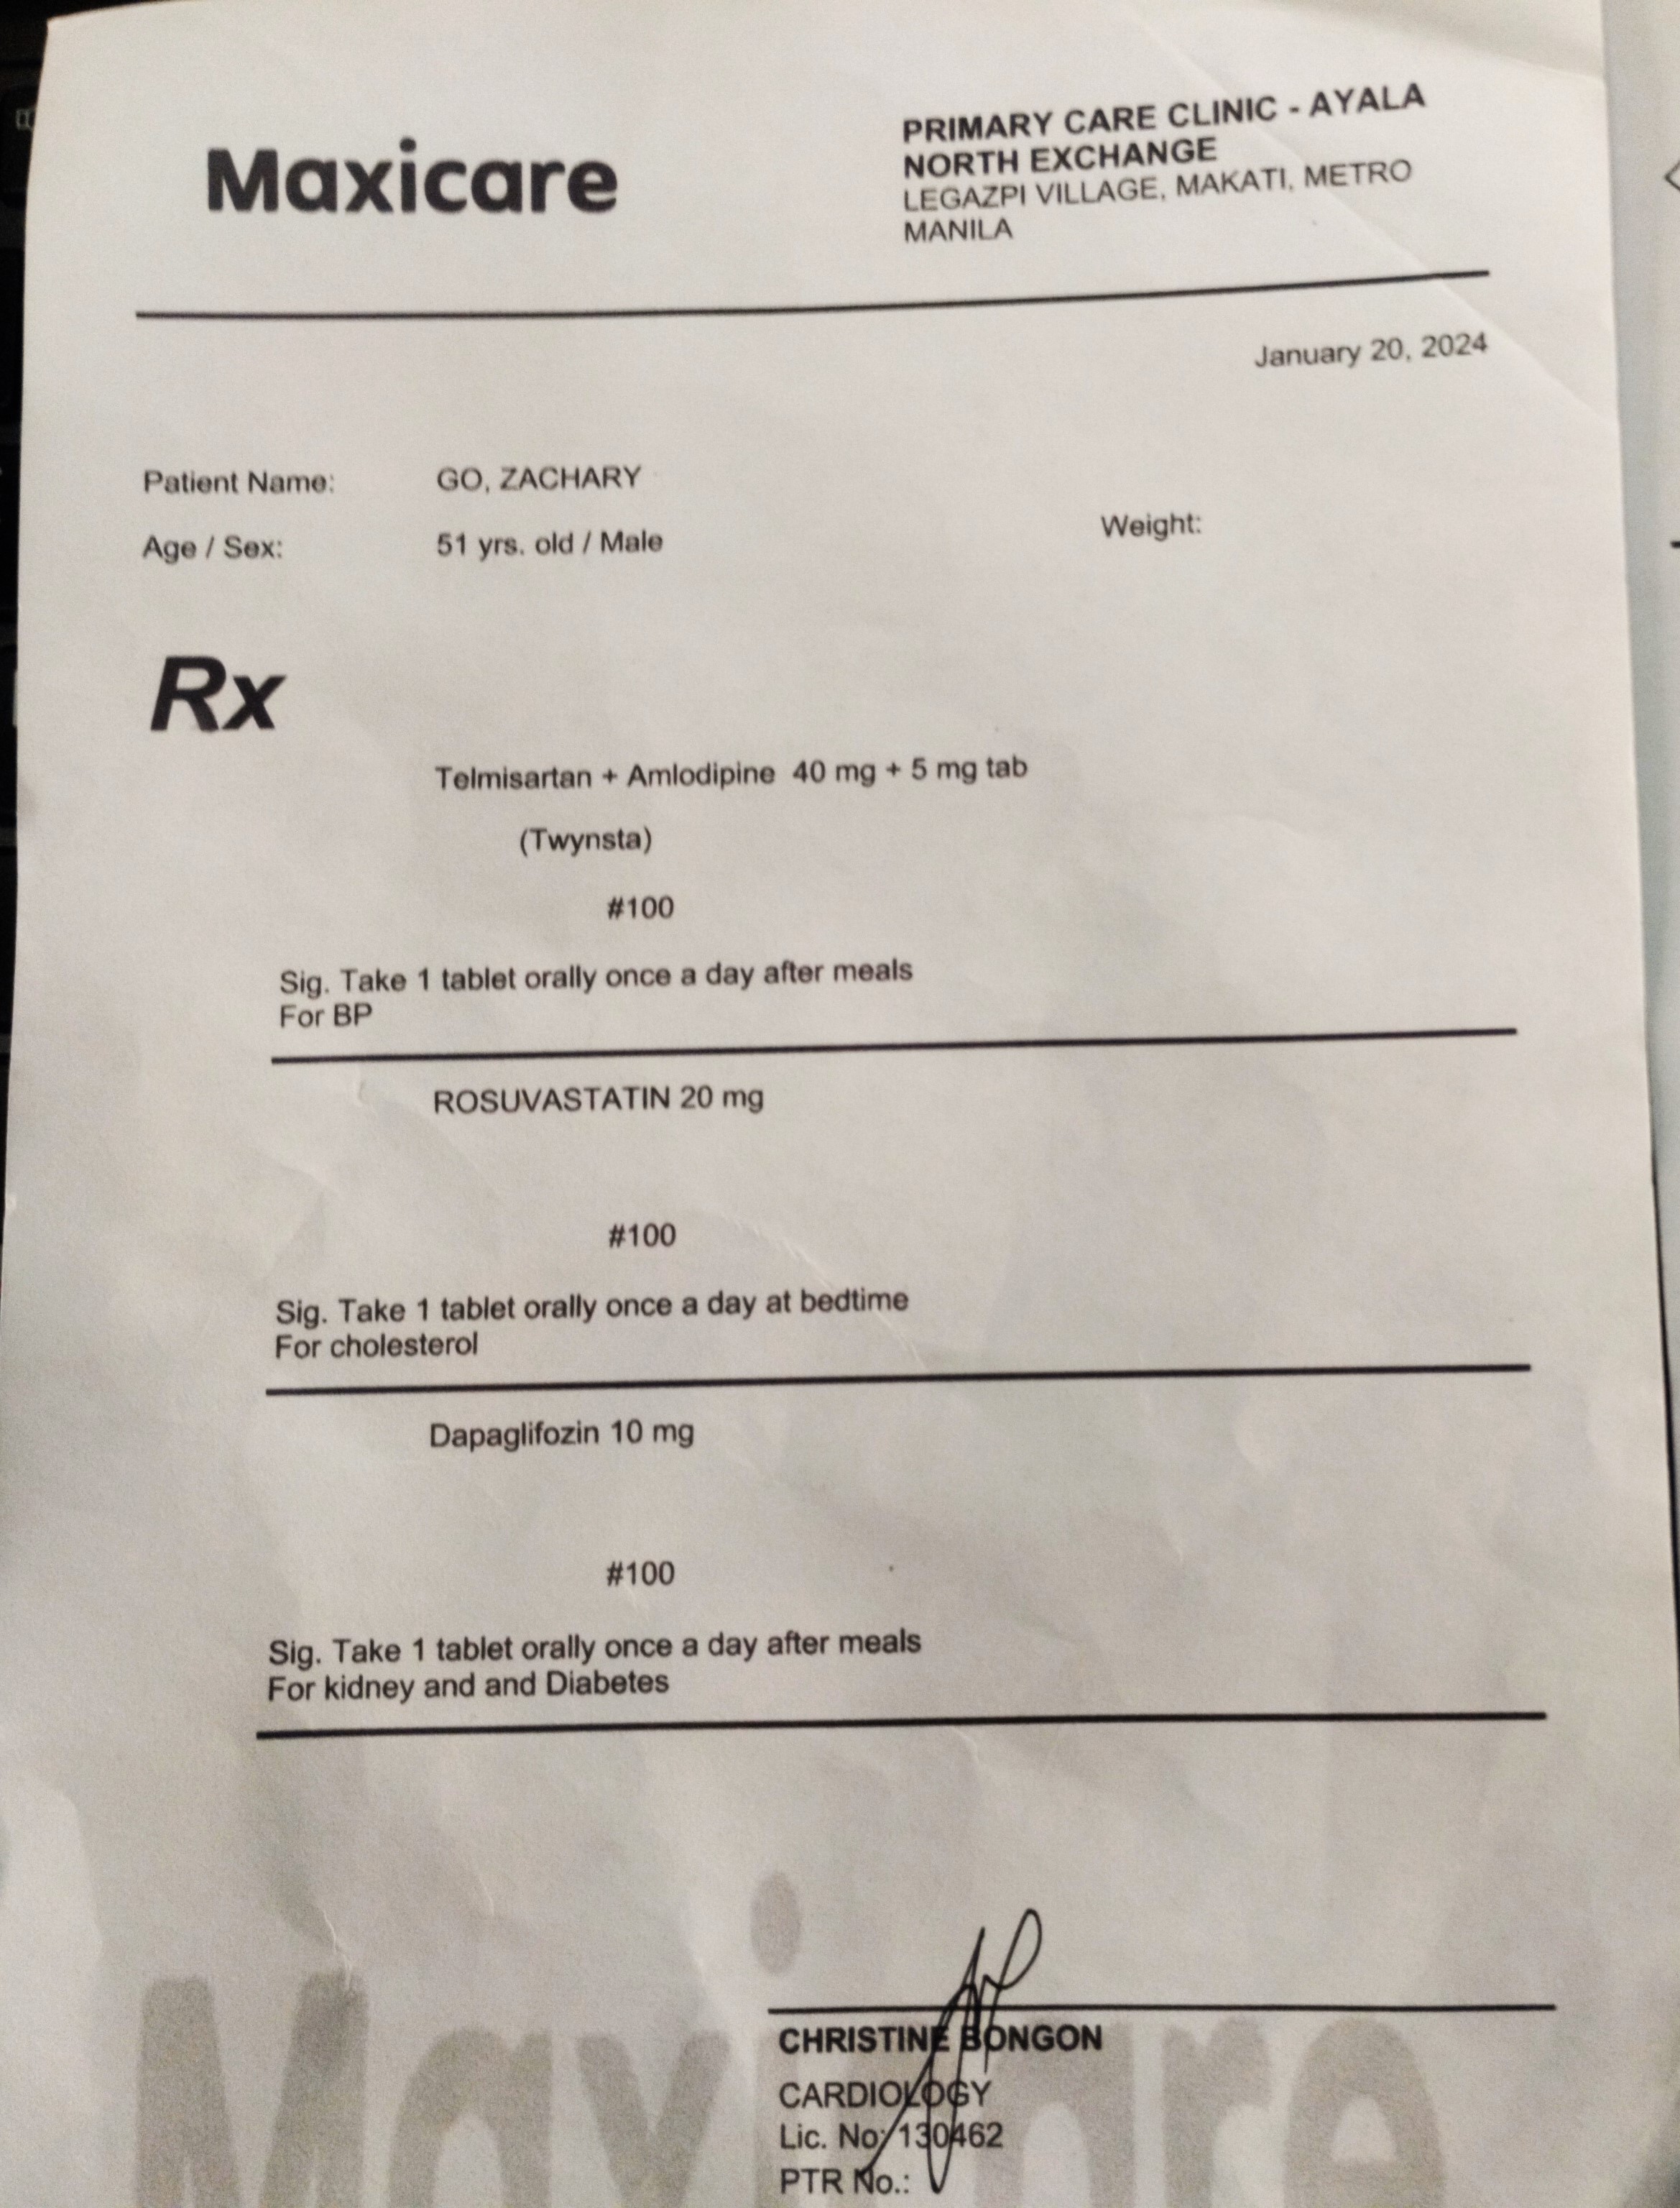 Maxicare
PRIMARY CARE CLINIC - AYALA
NORTH EXCHANGE
LEGAZPI VILLAGE, MAKATI, METRO
MANILA
January 20, 2024
Patient Name: GO, ZACHARY
Age / Sex: 51 yrs. old / Male
Weight:
Rx
Telmisartan + Amlodipine 40 mg + 5 mg tab
(Twynsta)
#100
Sig. Take 1 tablet orally once a day after meals
For BP
ROSUVASTATIN 20 mg
#100
Sig. Take 1 tablet orally once a day at bedtime
For cholesterol
Dapaglifozin 10 mg
#100
Sig. Take 1 tablet orally once a day after meals
For kidney and and Diabetes
CHRISTINE BONGON
CARDIOLOGY
Lic. No: 130462
PTR No.:
Maxicare